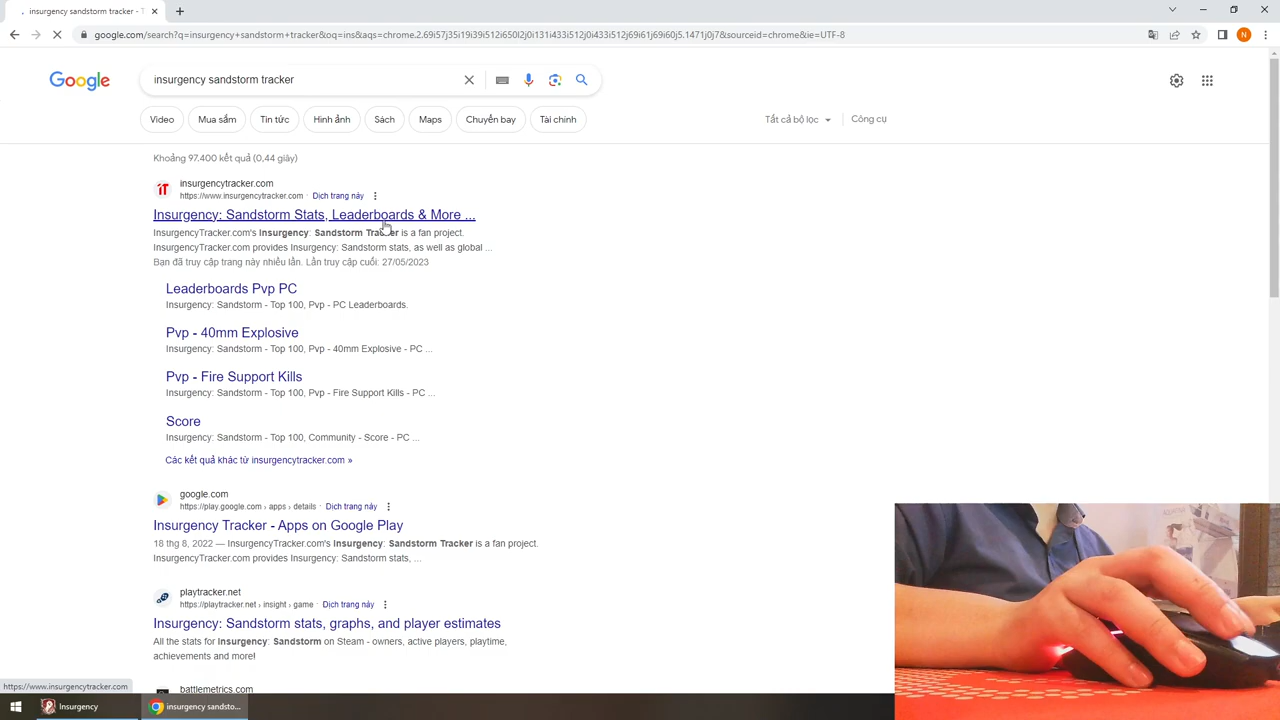 insurgency sandstorm tracker - T
google.com/search?q=insurgency+sandstorm+tracker&oq=ins&aqs=chrome.2.69i57j35i19i39i512i650l2j0i131i433i512j0i433i512j69i61j69i60j5.1471j0j7&sourceid=chrome&ie=UTF-8
N
Google
insurgency sandstorm tracker
Video
Mua sắm
Tin tức
Hình ảnh
Sách
Maps
Chuyến bay
Tài chính
Tất cả bộ lọc
Công cụ
Khoảng 97.400 kết quả (0,44 giây)
insurgencytracker.com
https://www.insurgencytracker.com · Dịch trang này
Insurgency: Sandstorm Stats, Leaderboards & More ...
InsurgencyTracker.com's Insurgency: Sandstorm Tracker is a fan project.
InsurgencyTracker.com provides Insurgency: Sandstorm stats, as well as global ...
Bạn đã truy cập trang này nhiều lần. Lần truy cập cuối: 27/05/2023
Leaderboards Pvp PC
Insurgency: Sandstorm - Top 100, Pvp - PC Leaderboards.
Pvp - 40mm Explosive
Insurgency: Sandstorm - Top 100, Pvp - 40mm Explosive - PC ...
Pvp - Fire Support Kills
Insurgency: Sandstorm - Top 100, Pvp - Fire Support Kills - PC ...
Score
Insurgency: Sandstorm - Top 100, Community - Score - PC ...
Các kết quả khác từ insurgencytracker.com »
google.com
https://play.google.com › apps › details · Dịch trang này
Insurgency Tracker - Apps on Google Play
18 thg 8, 2022 — InsurgencyTracker.com's Insurgency: Sandstorm Tracker is a fan project.
InsurgencyTracker.com provides Insurgency: Sandstorm stats, ...
playtracker.net
https://playtracker.net › insight › game · Dịch trang này
Insurgency: Sandstorm stats, graphs, and player estimates
All the stats for Insurgency: Sandstorm on Steam - owners, active players, playtime,
achievements and more!
battlemetrics.com
https://www.insurgencytracker.com
Insurgency
insurgency sandsto...